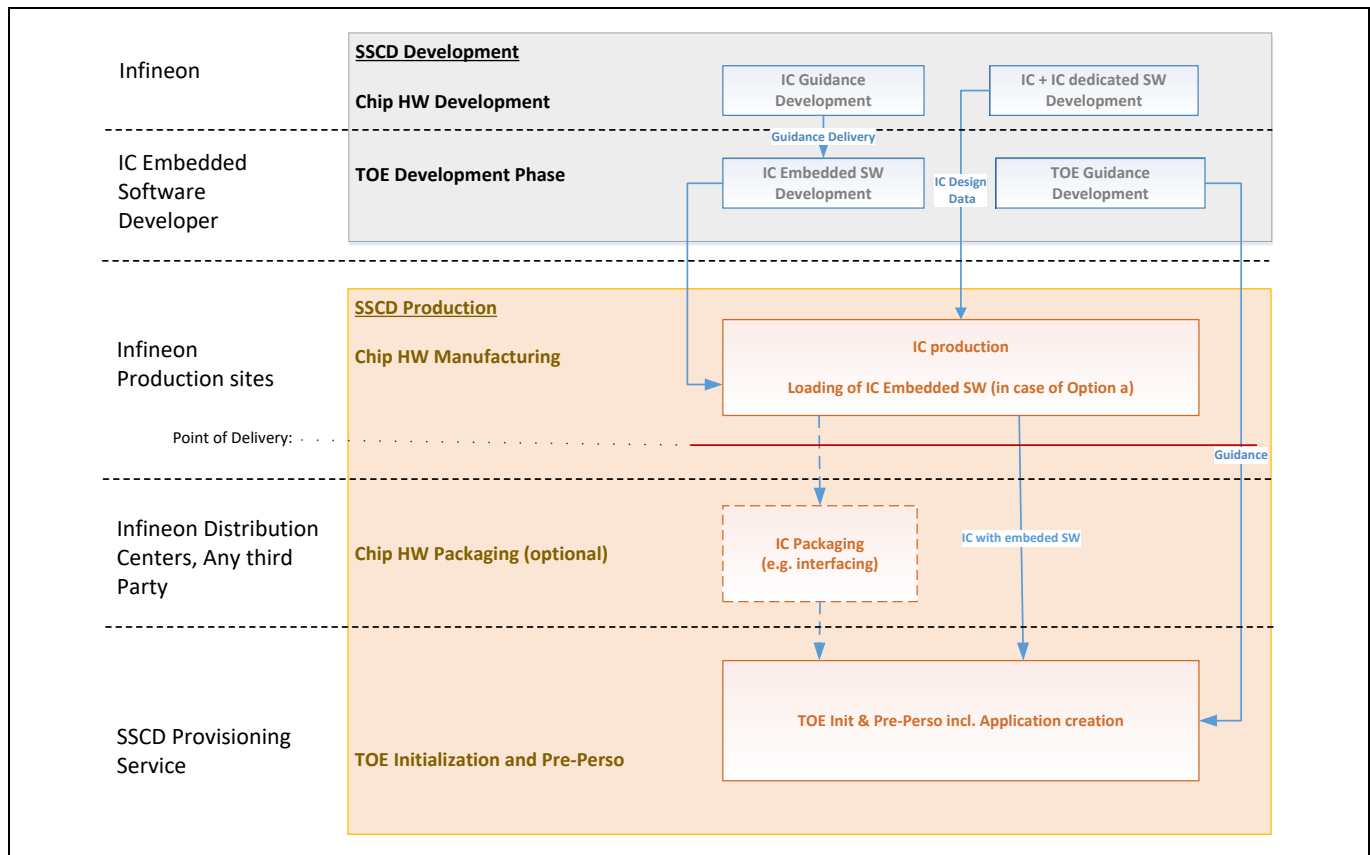 Infineon
SSCD Development
Chip HW Development
IC Guidance
Development
IC + IC dedicated SW
Development
Guidance Delivery
IC Embedded
Software
Developer
TOE Development Phase
IC Embedded SW
Development
IC Design
Data
TOE Guidance
Development
SSCD Production
Infineon
Production sites
Chip HW Manufacturing
IC production
Loading of IC Embedded SW (in case of Option a)
Point of Delivery:
Guidance
Infineon Distribution
Centers, Any third
Party
Chip HW Packaging (optional)
IC Packaging
(e.g. interfacing)
IC with embeded SW
SSCD Provisioning
Service
TOE Initialization and Pre-Perso
TOE Init & Pre-Perso incl. Application creation